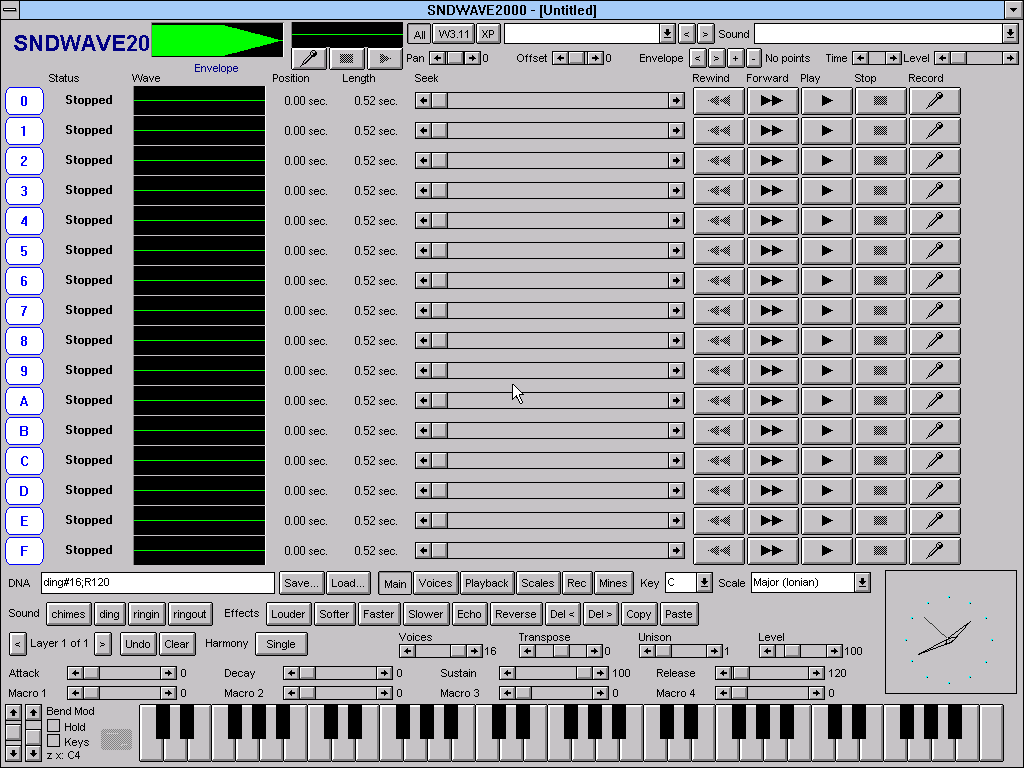 SNDWAVE2000 - [Untitled]
SNDWAVE20
All W3.11 XP < > Sound
Pan 0 Offset 0 Envelope < > + - No points Time Level
Envelope
Status Wave Position Length Seek Rewind Forward Play Stop Record
0 Stopped 0.00 sec. 0.52 sec.
1 Stopped 0.00 sec. 0.52 sec.
2 Stopped 0.00 sec. 0.52 sec.
3 Stopped 0.00 sec. 0.52 sec.
4 Stopped 0.00 sec. 0.52 sec.
5 Stopped 0.00 sec. 0.52 sec.
6 Stopped 0.00 sec. 0.52 sec.
7 Stopped 0.00 sec. 0.52 sec.
8 Stopped 0.00 sec. 0.52 sec.
9 Stopped 0.00 sec. 0.52 sec.
A Stopped 0.00 sec. 0.52 sec.
B Stopped 0.00 sec. 0.52 sec.
C Stopped 0.00 sec. 0.52 sec.
D Stopped 0.00 sec. 0.52 sec.
E Stopped 0.00 sec. 0.52 sec.
F Stopped 0.00 sec. 0.52 sec.
DNA ding#16;R120 Save... Load... Main Voices Playback Scales Rec Mines Key C Scale Major (Ionian)
Sound chimes ding ringin ringout Effects Louder Softer Faster Slower Echo Reverse Del < Del > Copy Paste
< Layer 1 of 1 > Undo Clear Harmony Single
Voices 16 Transpose 0 Unison 1 Level 100
Attack 0 Decay 0 Sustain 100 Release 120
Macro 1 0 Macro 2 0 Macro 3 0 Macro 4 0
Bend Mod
Hold
Keys
z x: C4